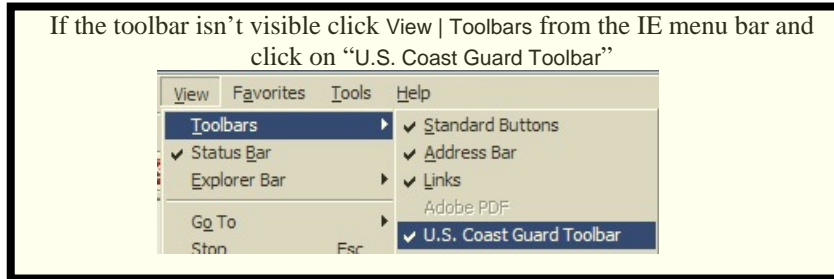 If the toolbar isn’t visible click View | Toolbars from the IE menu bar and
click on “U.S. Coast Guard Toolbar”
View Favorites Tools Help
Toolbars
Status Bar
Explorer Bar
Go To
Stop Esc
Standard Buttons
Address Bar
Links
Adobe PDF
U.S. Coast Guard Toolbar